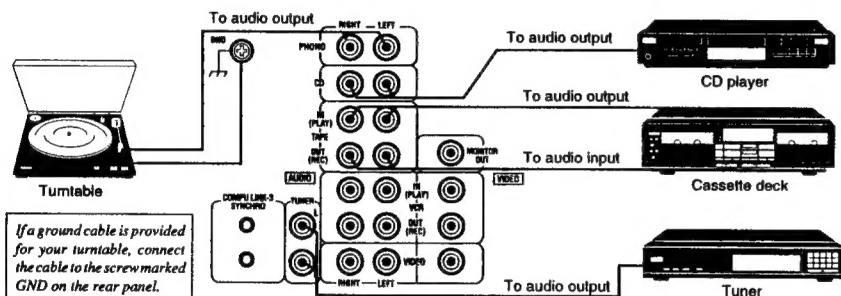 To audio output
RIGHT LEFT
PHONO
GND
To audio output
CD player
CD
To audio output
IN
(PLAY)
TAPE
OUT
(REC)
MONITOR
OUT
To audio input
Cassette deck
Turntable
AUDIO
VIDEO
IN
(PLAY)
VCR
OUT
(REC)
COMPU LINK-3
SYNCHRO
TUNER
L
If a ground cable is provided
for your turntable, connect
the cable to the screw marked
GND on the rear panel.
VIDEO
RIGHT LEFT
To audio output
Tuner